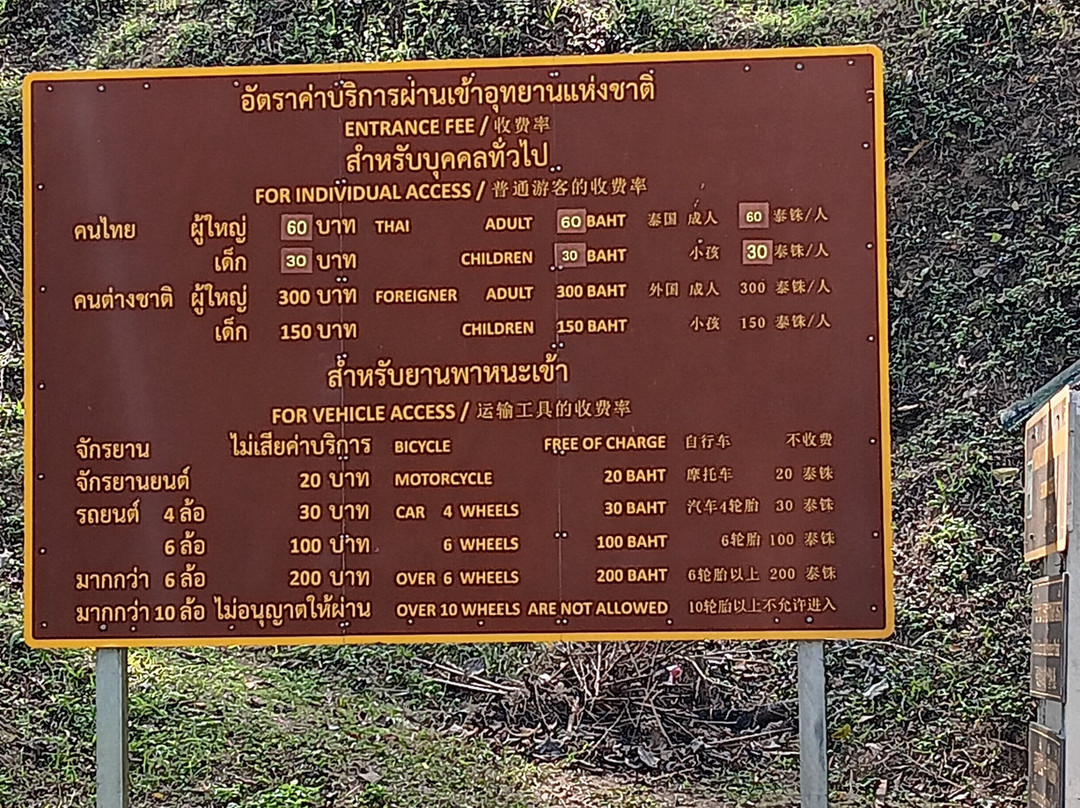 อัตราค่าบริการผ่านเข้าอุทยานแห่งชาติ
ENTRANCE FEE / 收费率
สำหรับบุคคลทั่วไป
FOR INDIVIDUAL ACCESS / 普通游客的收费率
คนไทย ผู้ใหญ่ 60 บาท THAI ADULT 60 BAHT 泰国 成人 60 泰铢/人
เด็ก 30 บาท CHILDREN 30 BAHT 小孩 30 泰铢/人
คนต่างชาติ ผู้ใหญ่ 300 บาท FOREIGNER ADULT 300 BAHT 外国 成人 300 泰铢/人
เด็ก 150 บาท CHILDREN 150 BAHT 小孩 150 泰铢/人
สำหรับยานพาหนะเข้า
FOR VEHICLE ACCESS / 运输工具的收费率
จักรยาน ไม่เสียค่าบริการ BICYCLE FREE OF CHARGE 自行车 不收费
จักรยานยนต์ 20 บาท MOTORCYCLE 20 BAHT 摩托车 20 泰铢
รถยนต์ 4 ล้อ 30 บาท CAR 4 WHEELS 30 BAHT 汽车4轮胎 30 泰铢
6 ล้อ 100 บาท 6 WHEELS 100 BAHT 6轮胎 100 泰铢
มากกว่า 6 ล้อ 200 บาท OVER 6 WHEELS 200 BAHT 6轮胎以上 200 泰铢
มากกว่า 10 ล้อ ไม่อนุญาตให้ผ่าน OVER 10 WHEELS ARE NOT ALLOWED 10轮胎以上不允许进入